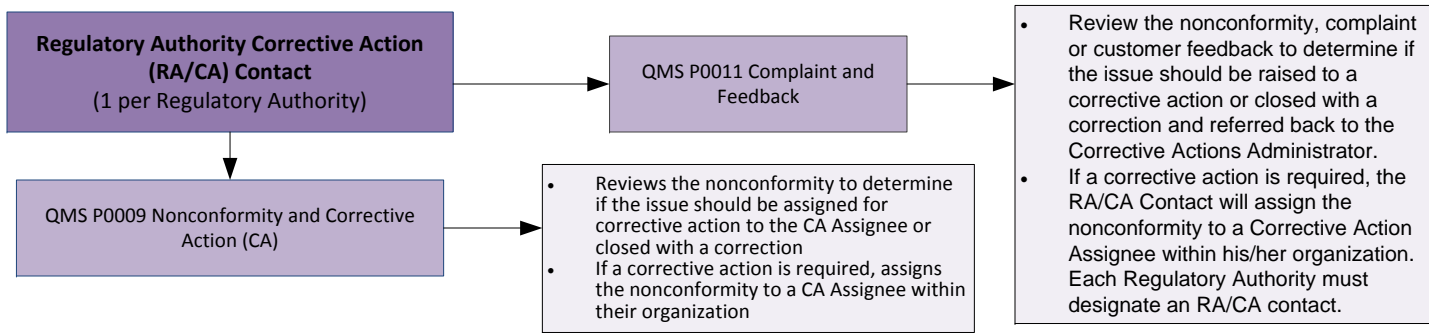 Regulatory Authority Corrective Action
(RA/CA) Contact
(1 per Regulatory Authority)
QMS P0011 Complaint and
Feedback
• Review the nonconformity, complaint
or customer feedback to determine if
the issue should be raised to a
corrective action or closed with a
correction and referred back to the
Corrective Actions Administrator.
• If a corrective action is required, the
RA/CA Contact will assign the
nonconformity to a Corrective Action
Assignee within his/her organization.
Each Regulatory Authority must
designate an RA/CA contact.
QMS P0009 Nonconformity and Corrective
Action (CA)
• Reviews the nonconformity to determine
if the issue should be assigned for
corrective action to the CA Assignee or
closed with a correction
• If a corrective action is required, assigns
the nonconformity to a CA Assignee within
their organization